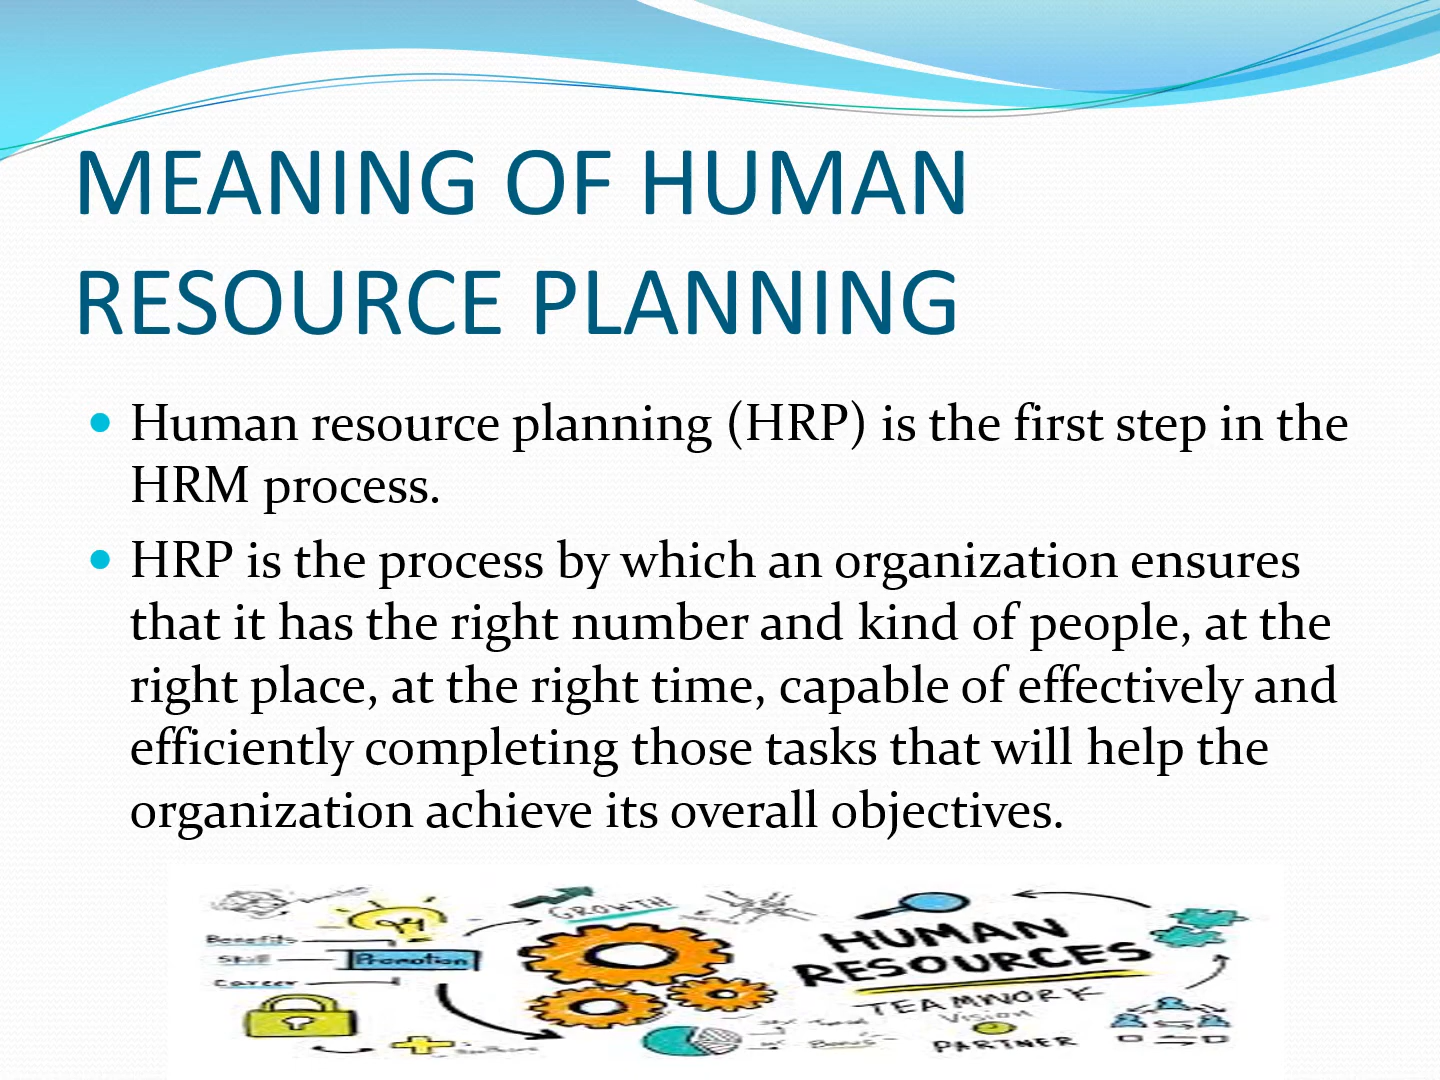 MEANING OF HUMAN
RESOURCE PLANNING
Human resource planning (HRP) is the first step in the
HRM process.
HRP is the process by which an organization ensures
that it has the right number and kind of people, at the
right place, at the right time, capable of effectively and
efficiently completing those tasks that will help the
organization achieve its overall objectives.
GROWTH
Benefits
Skill
Promotion
Career
HUMAN
RESOURCES
TEAMWORK
Vision
PARTNER